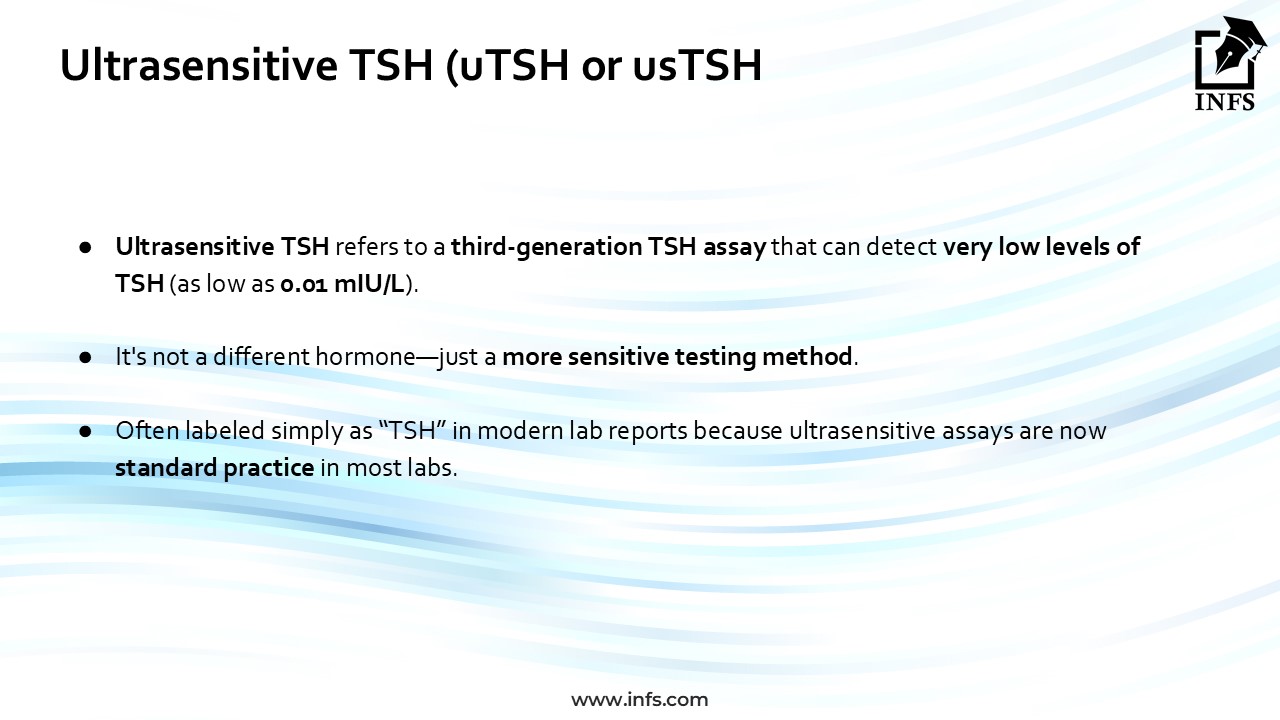 Ultrasensitive TSH (uTSH or usTSH
INFS
● Ultrasensitive TSH refers to a third-generation TSH assay that can detect very low levels of
TSH (as low as 0.01 mIU/L).
● It's not a different hormone—just a more sensitive testing method.
● Often labeled simply as “TSH” in modern lab reports because ultrasensitive assays are now
standard practice in most labs.
www.infs.com